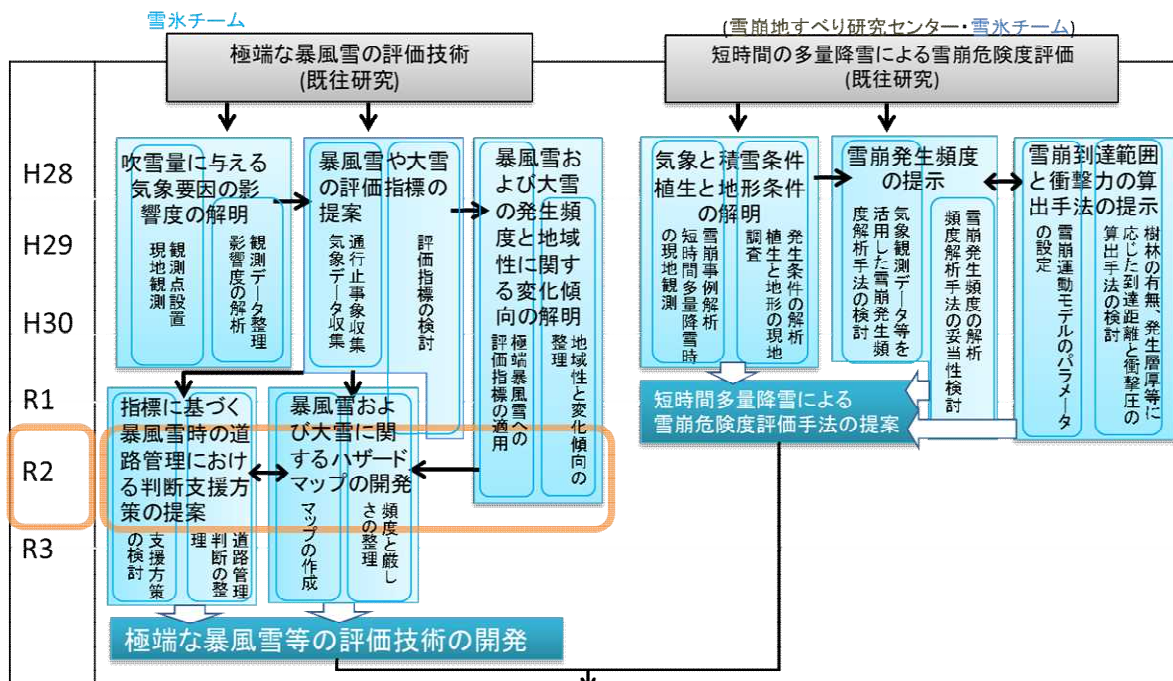 雪氷チーム
(雪崩地すべり研究センター・雪氷チーム)
極端な暴風雪の評価技術
(既往研究)
短時間の多量降雪による雪崩危険度評価
(既往研究)
H28
H29
H30
R1
R2
R3
吹雪量に与える
気象要因の影
響度の解明
観測点設置
現地観測
観測データ整理
影響度の解析
暴風雪や大雪
の評価指標の
提案
通行止事象収集
気象データ収集
評価指標の検討
暴風雪お
よび大雪
の発生頻
度と地域
性に関す
る変化傾
向の解明
極端暴風雪への
評価指標の適用
地域性と変化傾向の
整理
気象と積雪条件
植生と地形条件
の解明
雪崩事例解析
短時間多量降雪時
の現地観測
発生条件の解析
植生と地形の現地
調査
雪崩発生頻度
の提示
気象観測データ等を
活用した雪崩発生頻
度解析手法の検討
雪崩発生頻度の解析
頻度解析手法の妥当性検討
雪崩到達範囲
と衝撃力の算
出手法の提示
雪崩運動モデルのパラメータ
の設定
樹林の有無、発生層厚等に
応じた到達距離と衝撃圧の
算出手法の検討
指標に基づく
暴風雪時の道
路管理におけ
る判断支援方
策の提案
支援方策
の検討
道路管理
判断の整
理
暴風雪およ
び大雪に関
するハザード
マップの開発
マップの作成
頻度と厳し
さの整理
短時間多量降雪による
雪崩危険度評価手法の提案
極端な暴風雪等の評価技術の開発